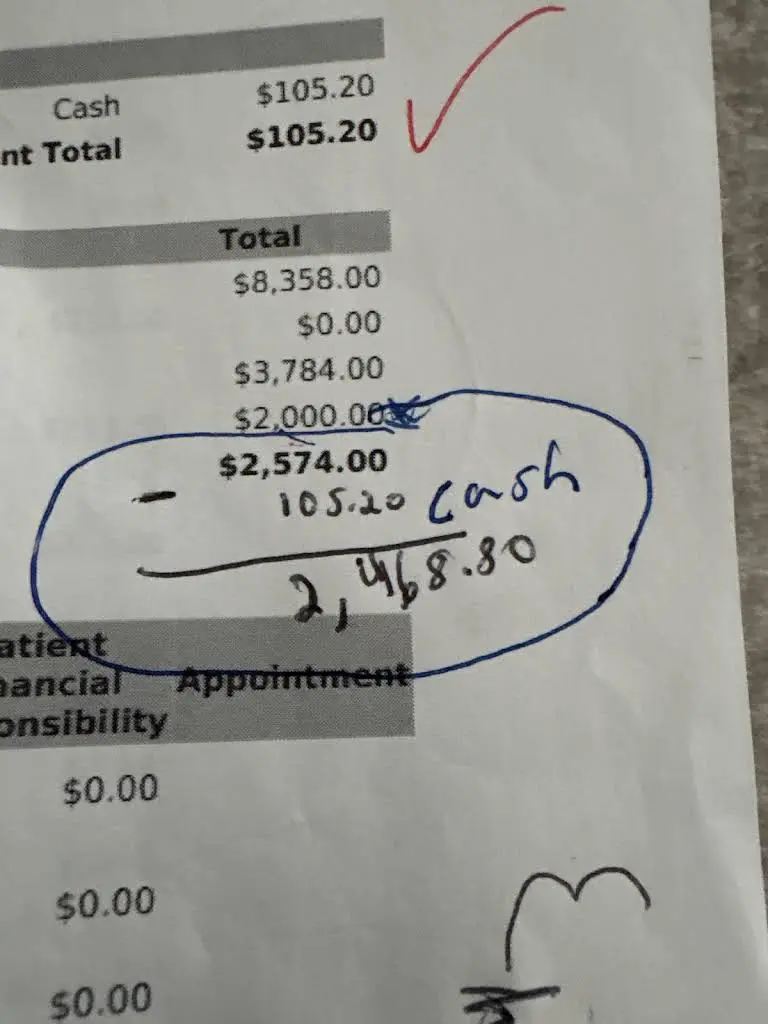 Cash $105.20
nt Total $105.20
Total
$8,358.00
$0.00
$3,784.00
$2,000.00
$2,574.00
- 105.20 cash
2,468.80
atient
nancial Appointment
onsibility
$0.00
$0.00
$0.00